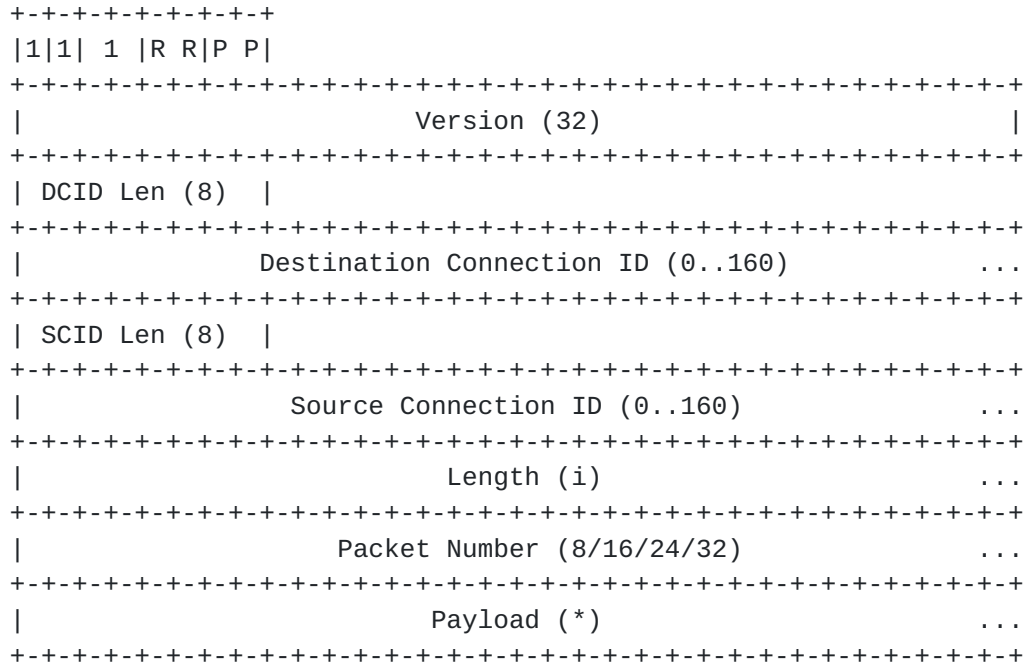 +-+-+-+-+-+-+-+-+
|1|1| 1 |R R|P P|
+-+-+-+-+-+-+-+-+-+-+-+-+-+-+-+-+-+-+-+-+-+-+-+-+-+-+-+-+-+-+-+-+
|                         Version (32)                          |
+-+-+-+-+-+-+-+-+-+-+-+-+-+-+-+-+-+-+-+-+-+-+-+-+-+-+-+-+-+-+-+-+
| DCID Len (8)  |
+-+-+-+-+-+-+-+-+-+-+-+-+-+-+-+-+-+-+-+-+-+-+-+-+-+-+-+-+-+-+-+-+
|               Destination Connection ID (0..160)            ...
+-+-+-+-+-+-+-+-+-+-+-+-+-+-+-+-+-+-+-+-+-+-+-+-+-+-+-+-+-+-+-+-+
| SCID Len (8)  |
+-+-+-+-+-+-+-+-+-+-+-+-+-+-+-+-+-+-+-+-+-+-+-+-+-+-+-+-+-+-+-+-+
|                 Source Connection ID (0..160)               ...
+-+-+-+-+-+-+-+-+-+-+-+-+-+-+-+-+-+-+-+-+-+-+-+-+-+-+-+-+-+-+-+-+
|                           Length (i)                        ...
+-+-+-+-+-+-+-+-+-+-+-+-+-+-+-+-+-+-+-+-+-+-+-+-+-+-+-+-+-+-+-+-+
|                    Packet Number (8/16/24/32)               ...
+-+-+-+-+-+-+-+-+-+-+-+-+-+-+-+-+-+-+-+-+-+-+-+-+-+-+-+-+-+-+-+-+
|                          Payload (*)                        ...
+-+-+-+-+-+-+-+-+-+-+-+-+-+-+-+-+-+-+-+-+-+-+-+-+-+-+-+-+-+-+-+-+